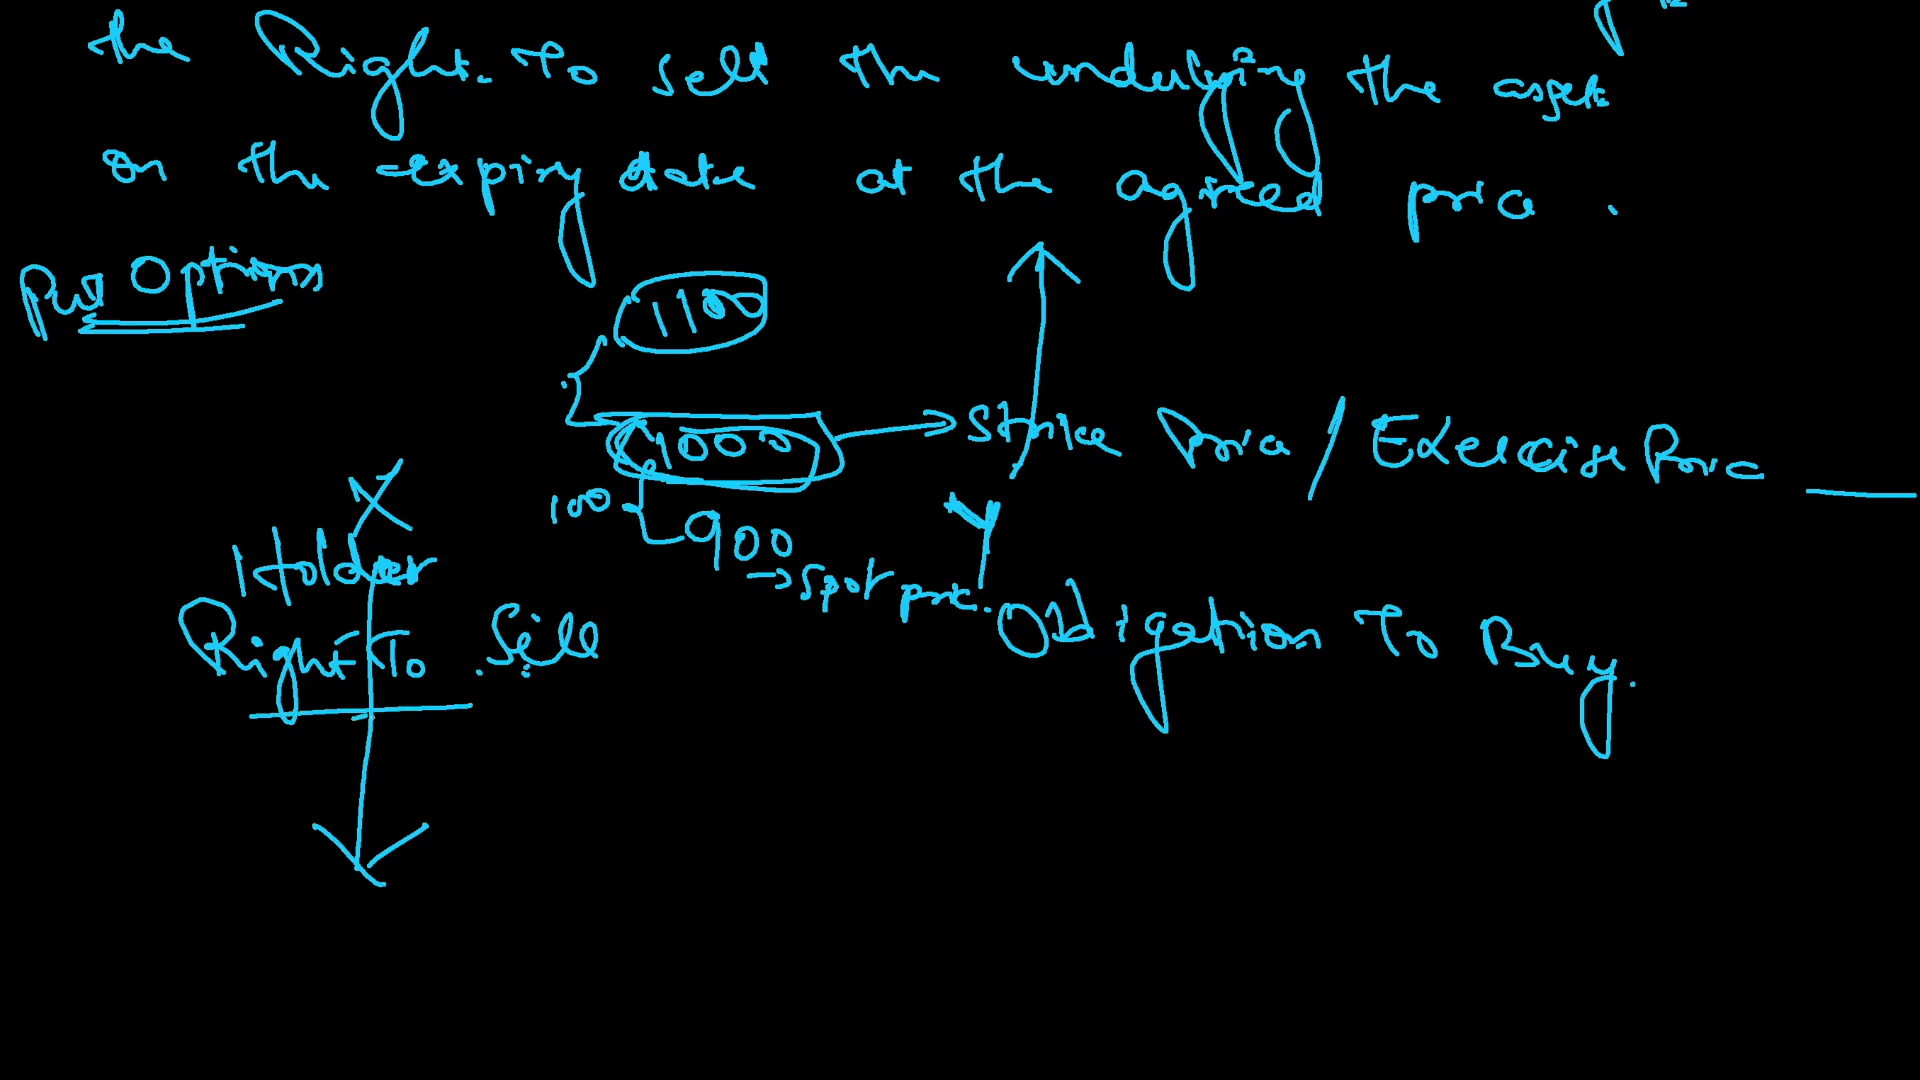 the Right To sell the underlying the asset
on the expiry date at the agreed price.
Put Options
1100
1000 → Strike Price / Exercise Price
X
100
900
Y
Holder
→ Spot price.
Right To Sell
Obligation To Buy.